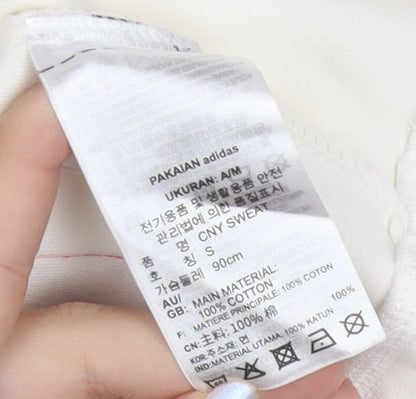 PAKAIAN adidas
UKURAN: A/M
전기용품 및 생활용품 안전
관리법에 의한 품질표시
품 명 CNY SWEAT
호 칭 S
가슴둘레 90cm
AU/
GB: MAIN MATERIAL:
100% COTTON
F: MATIERE PRINCIPALE: 100% COTON
CN: 主料: 100% 棉 100%
KOR: 주소재: 면
IND: MATERIAL UTAMA: 100% KATUN